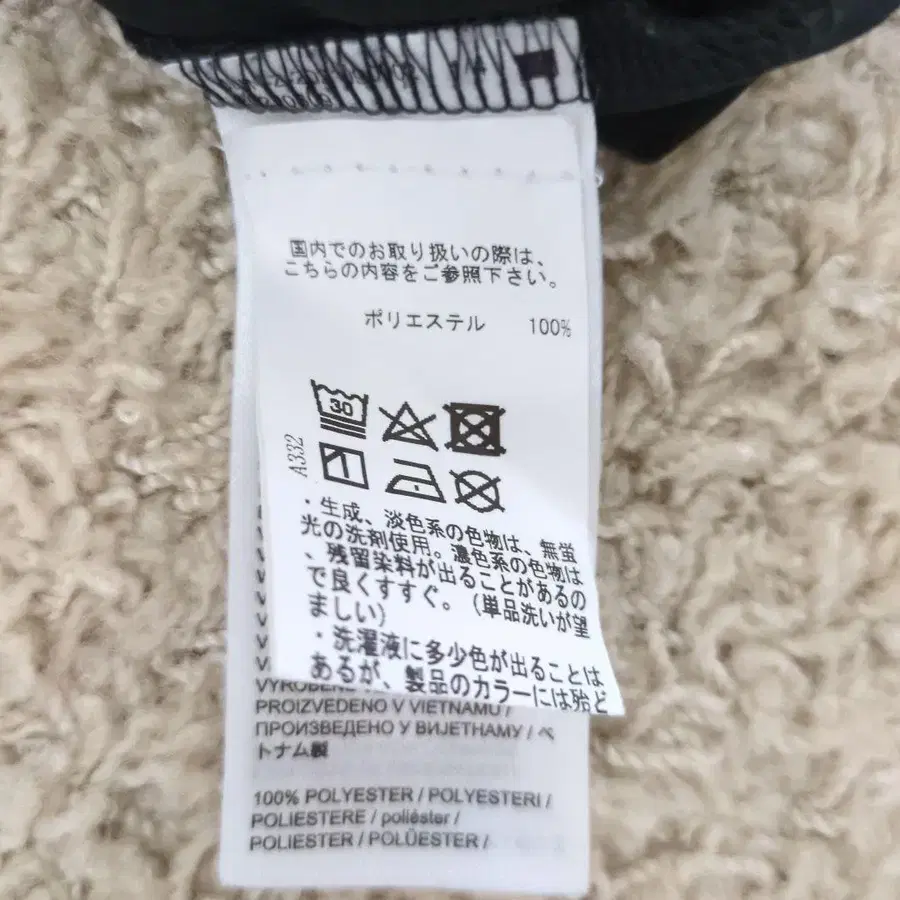 国内でのお取り扱いの際は、
こちらの内容をご参照下さい。
ポリエステル 100%
30
A332
・生成、淡色系の色物は、無蛍
光の洗剤使用。濃色系の色物は
、残留染料が出ることがあるの
で良くすすぐ。（単品洗いが望
ましい）
・洗濯液に多少色が出ることは
あるが、製品のカラーには殆ど
PROIZVEDENO V VIETNAMU /
ПРОИЗВЕДЕНО У ВИЈЕТНАМУ / ベ
トナム製
100% POLYESTER / POLYESTERI /
POLIESTERE / poliéster /
POLIESTER / POLÜESTER /